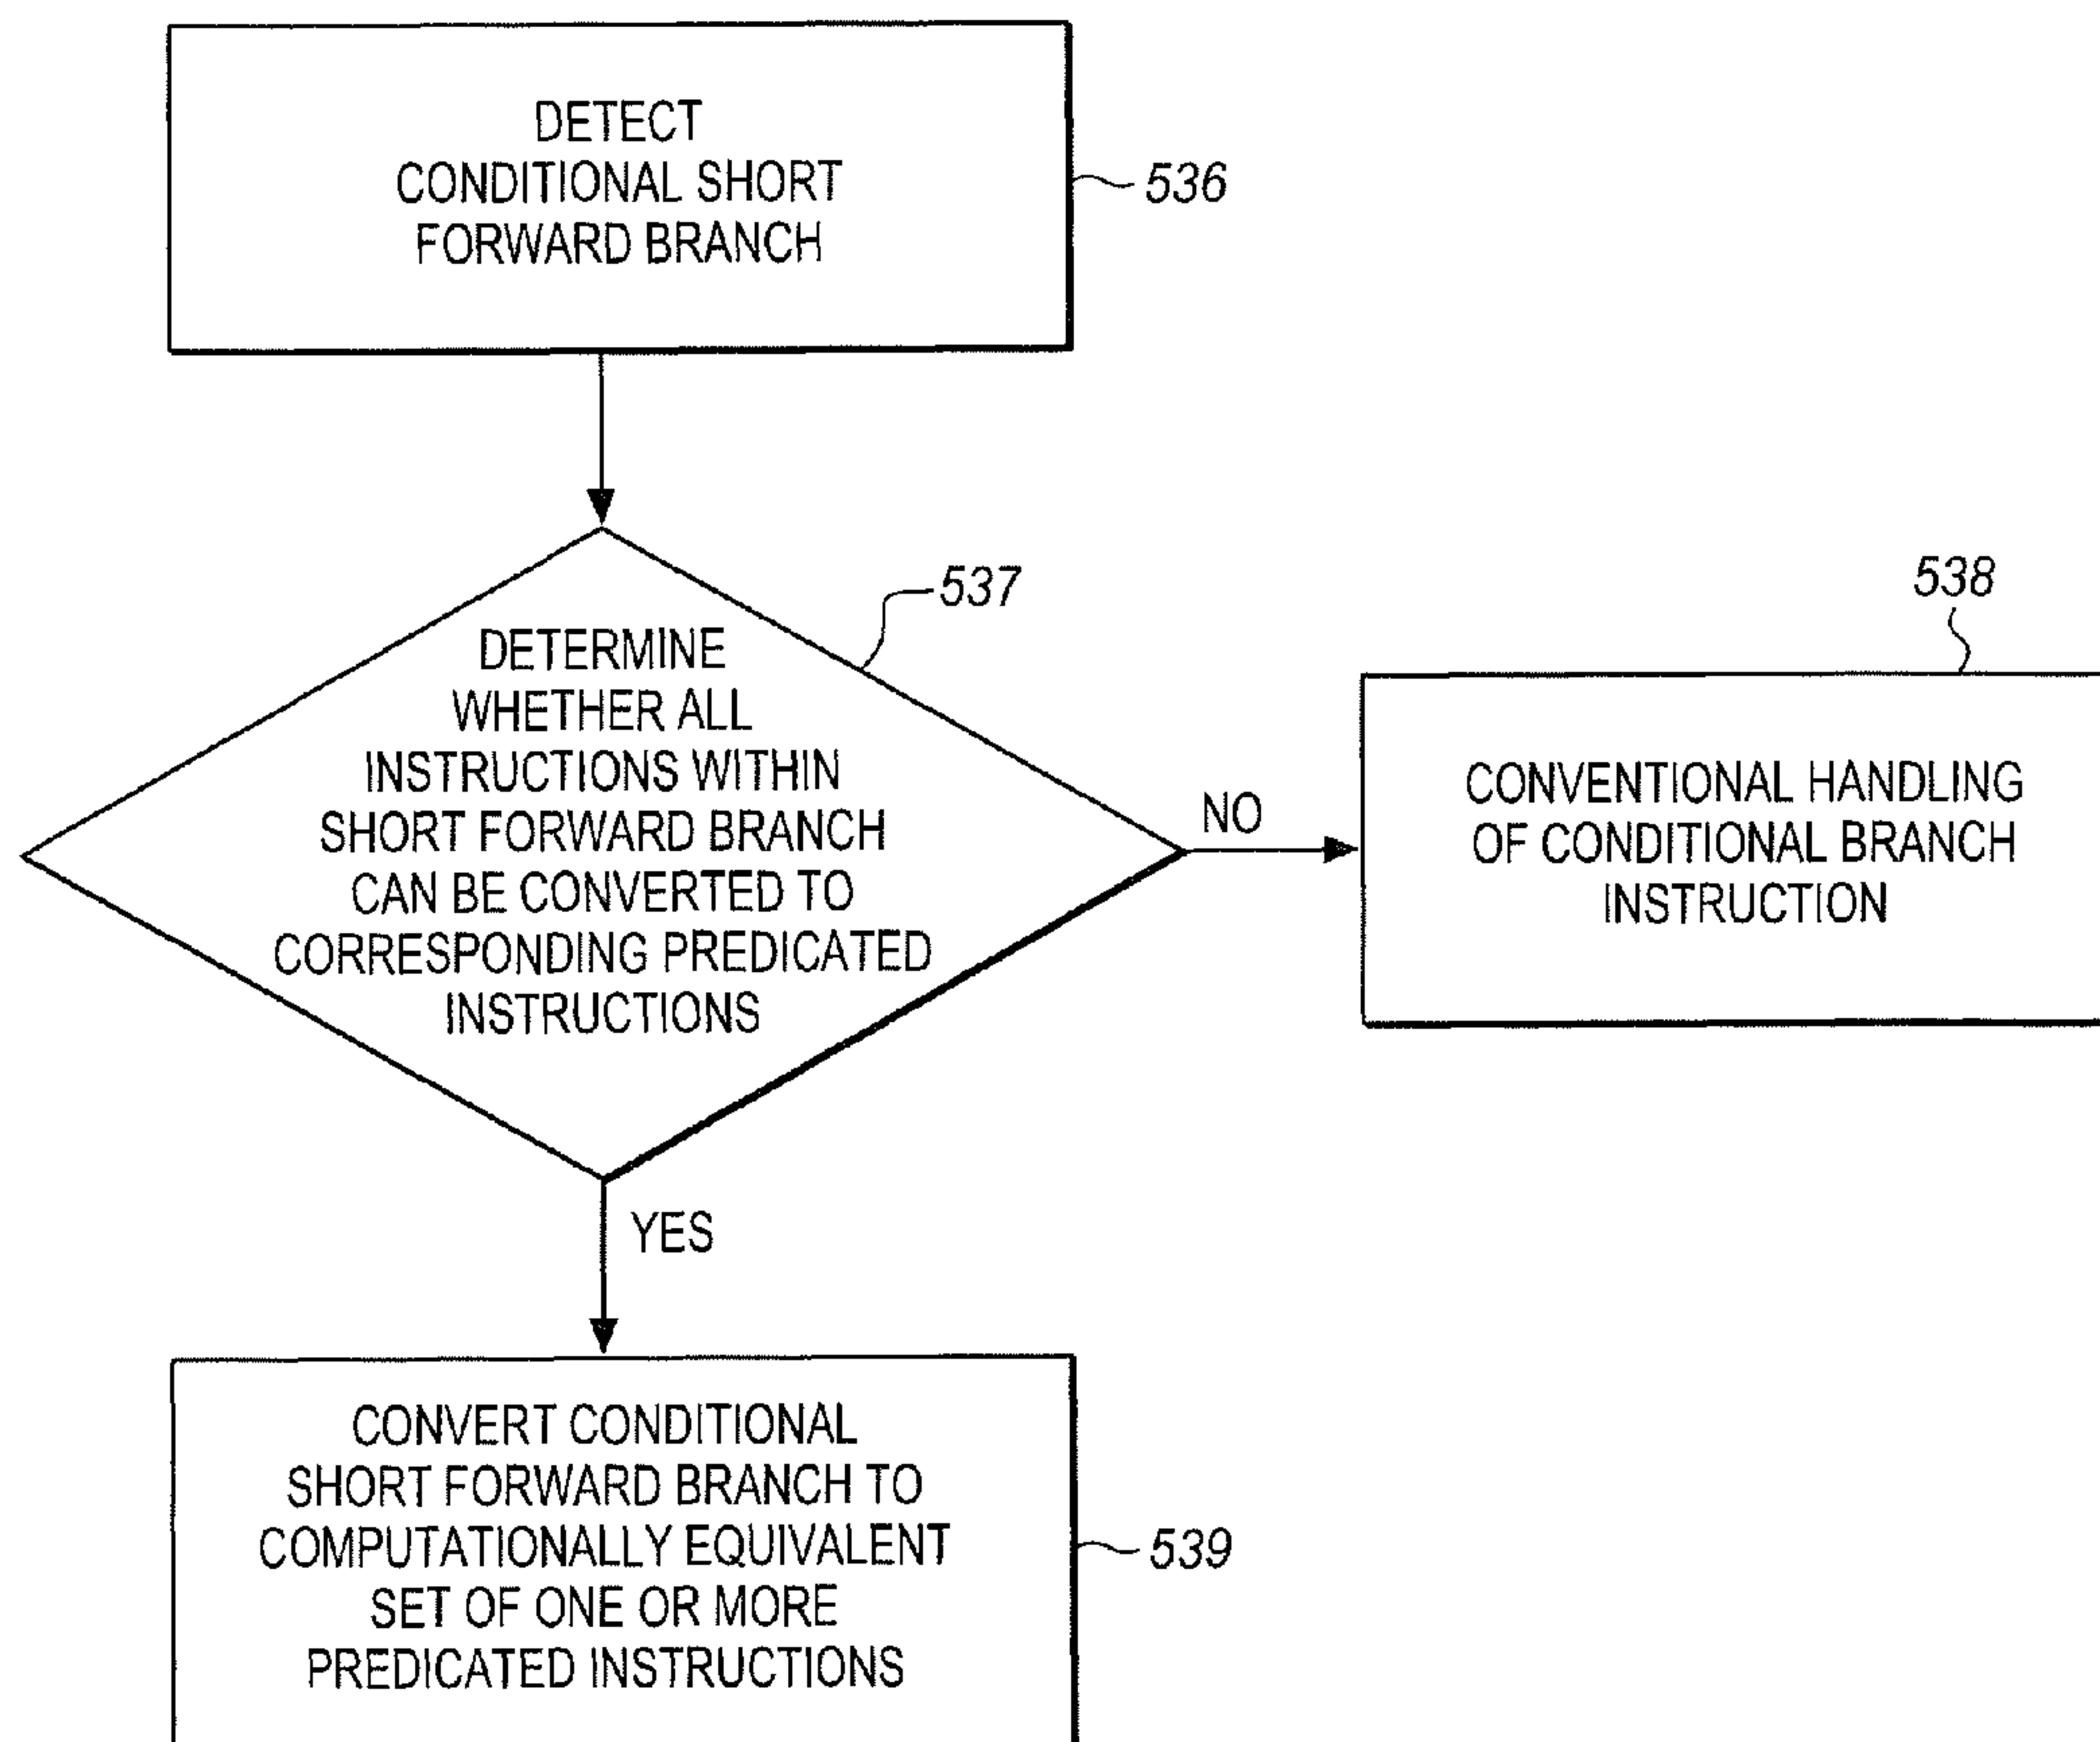 DETECT
CONDITIONAL SHORT
FORWARD BRANCH
536
537
DETERMINE
WHETHER ALL
INSTRUCTIONS WITHIN
SHORT FORWARD BRANCH
CAN BE CONVERTED TO
CORRESPONDING PREDICATED
INSTRUCTIONS
NO
538
CONVENTIONAL HANDLING
OF CONDITIONAL BRANCH
INSTRUCTION
YES
CONVERT CONDITIONAL
SHORT FORWARD BRANCH TO
COMPUTATIONALLY EQUIVALENT
SET OF ONE OR MORE
PREDICATED INSTRUCTIONS
539